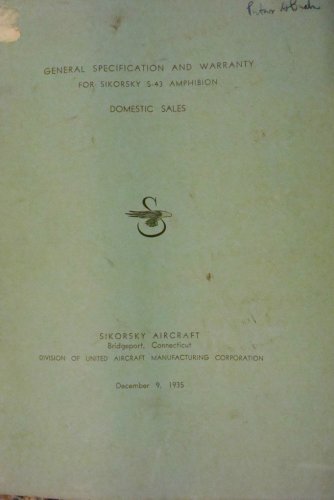 GENERAL SPECIFICATION AND WARRANTY
FOR SIKORSKY S-43 AMPHIBION
DOMESTIC SALES
S
SIKORSKY AIRCRAFT
Bridgeport, Connecticut
DIVISION OF UNITED AIRCRAFT MANUFACTURING CORPORATION
December 9, 1935